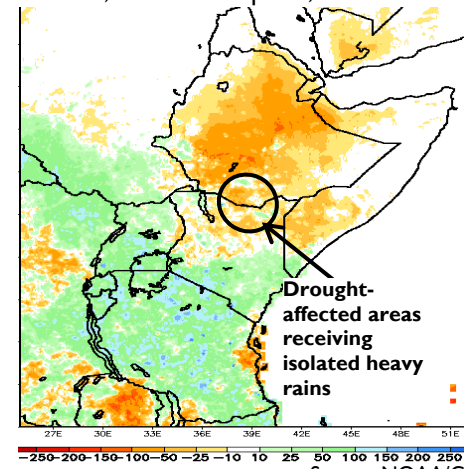 Drought-
affected areas
receiving
isolated heavy
rains
27E 30E 33E 36E 39E 42E 45E 48E 51E
-250-200-150-100-50 -25 -10 10 25 50 100 150 200 250